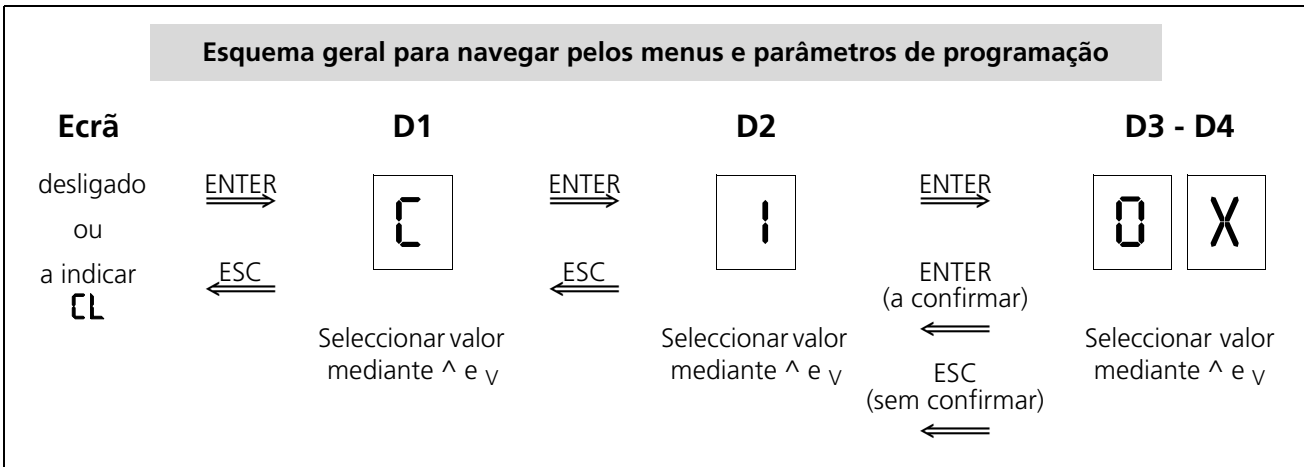 Esquema geral para navegar pelos menus e parâmetros de programação
Ecrã D1 D2 D3 - D4
desligado ENTER ENTER ENTER
ou C 1 0 X
a indicar ESC ESC ENTER
CL (a confirmar)
Seleccionar valor Seleccionar valor Seleccionar valor
mediante ^ e v mediante ^ e v ESC mediante ^ e v
(sem confirmar)